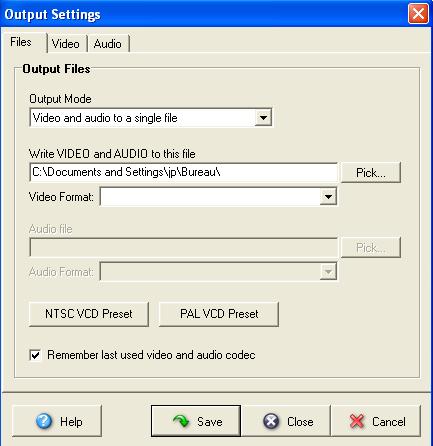 Output Settings
Files Video Audio
Output Files
Output Mode
Video and audio to a single file
Write VIDEO and AUDIO to this file
C:\Documents and Settings\jp\Bureau\ Pick...
Video Format:
Audio file
Pick...
Audio Format:
NTSC VCD Preset PAL VCD Preset
Remember last used video and audio codec
Help Save Close Cancel